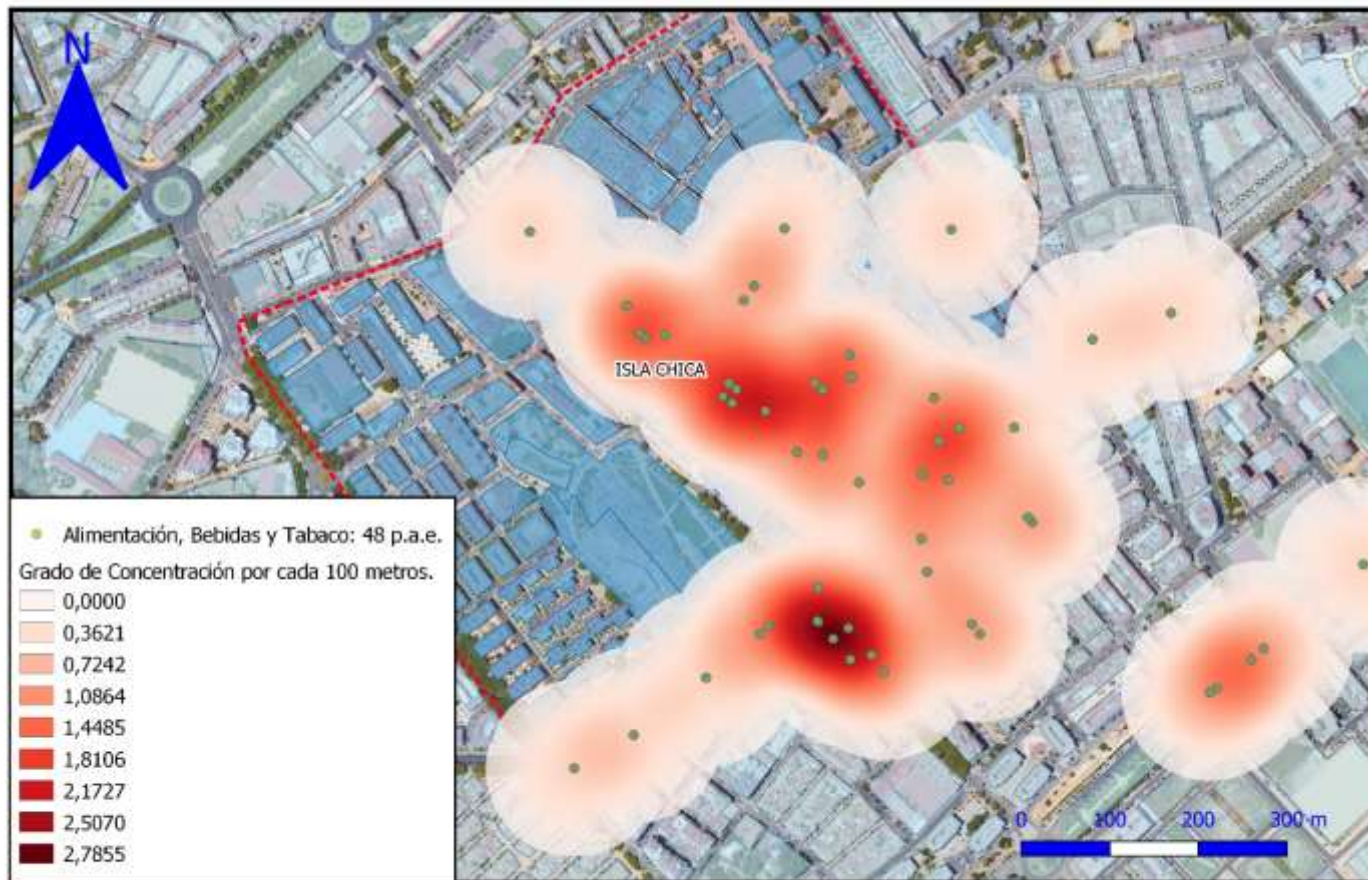 N
ISLA CHICA
Alimentación, Bebidas y Tabaco: 48 p.a.e.
Grado de Concentración por cada 100 metros.
0,0000
0,3621
0,7242
1,0864
1,4485
1,8106
2,1727
2,5070
2,7855
0 100 200 300 m